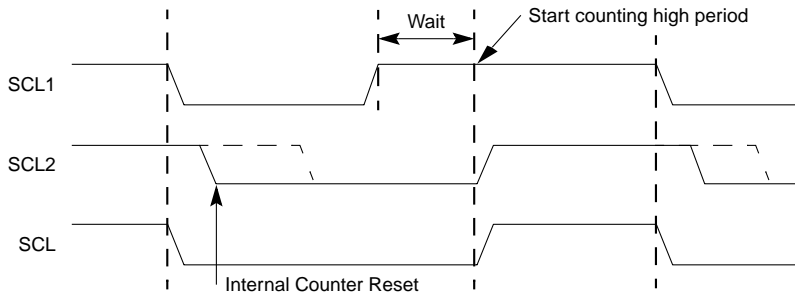 Wait
Start counting high period
SCL1
SCL2
SCL
Internal Counter Reset